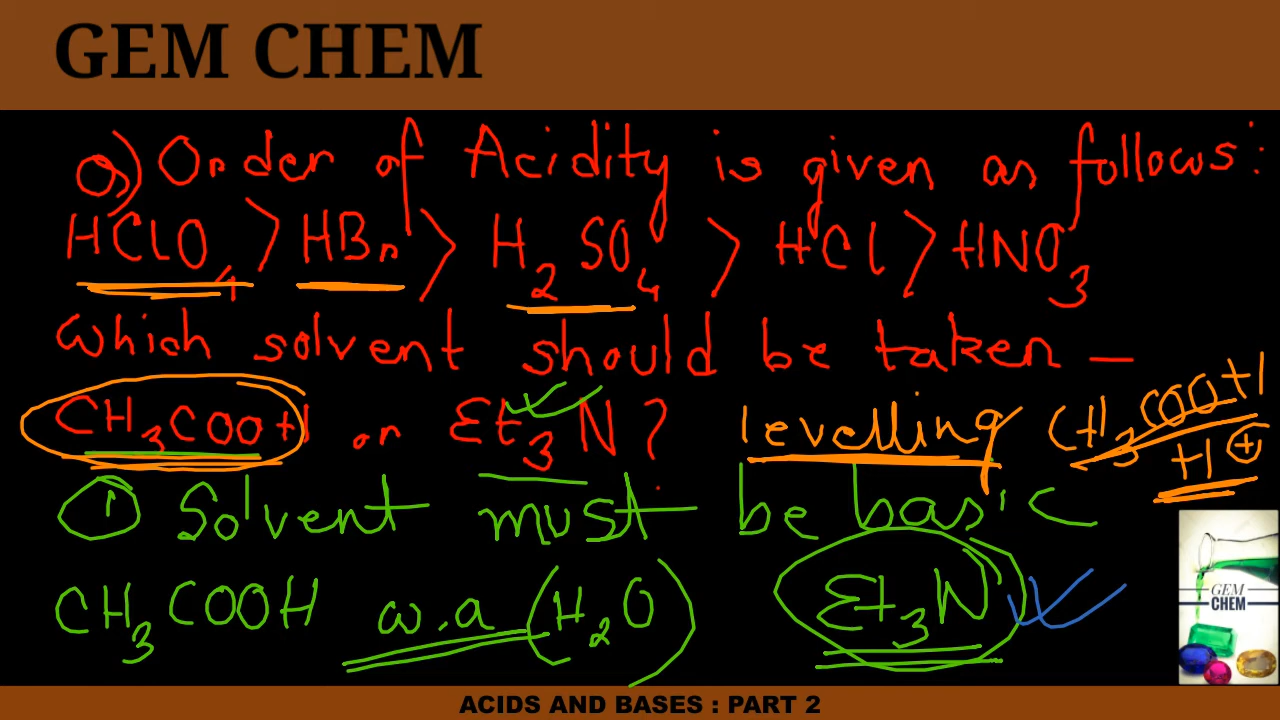 GEM CHEM
Q) Order of Acidity is given as follows:
HClO4 > HBr > H2SO4 > HCl > HNO3
Which solvent should be taken —
CH3COOH or Et3N? levelling CH3COOH
H+
① Solvent must be basic
CH3COOH w.a (H2O) Et3N
GEM
CHEM
ACIDS AND BASES : PART 2